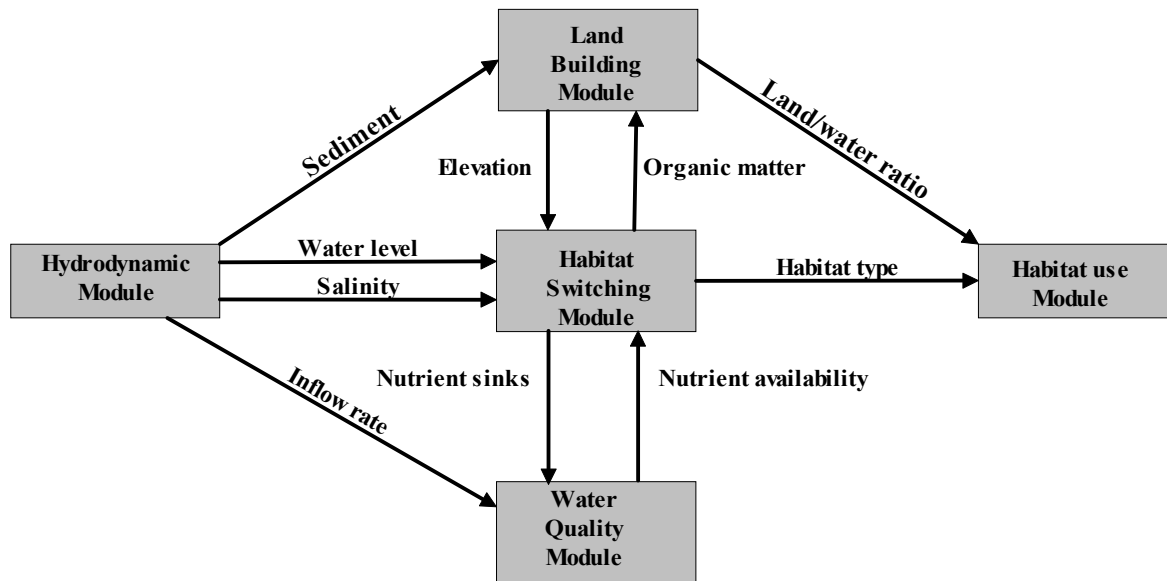 Land
Building
Module
Sediment
Land/water ratio
Elevation
Organic matter
Hydrodynamic
Module
Water level
Salinity
Habitat
Switching
Module
Habitat type
Habitat use
Module
Inflow rate
Nutrient sinks
Nutrient availability
Water
Quality
Module